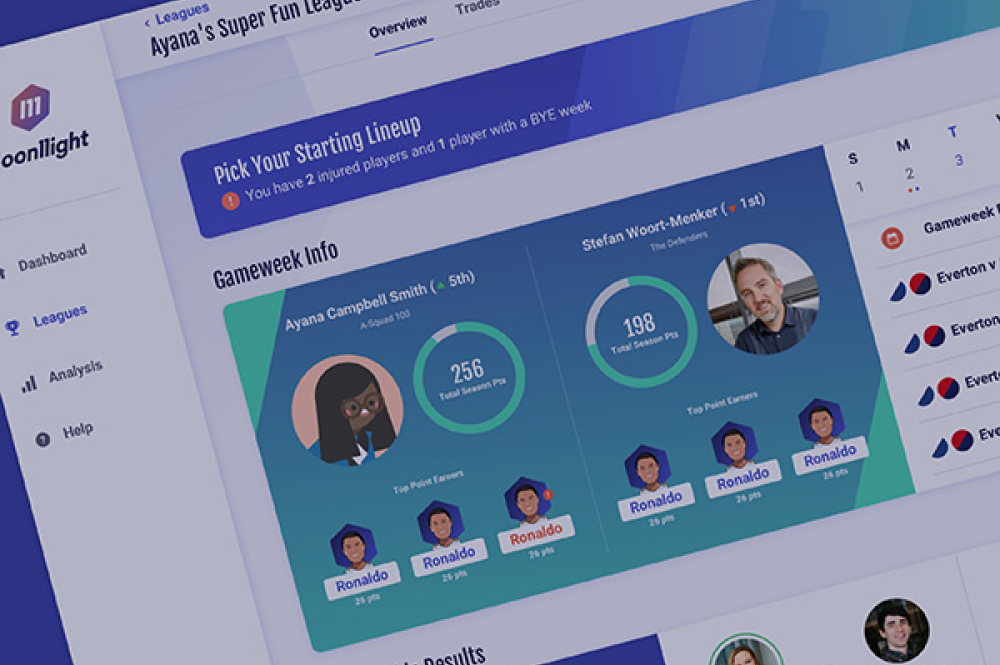 ‹ Leagues
Ayana's Super Fun League
Overview
Trades
oonllight
Pick Your Starting Lineup
You have 2 injured players and 1 player with a BYE week
Dashboard
Leagues
Analysis
Help
Gameweek Info
Ayana Campbell Smith (▲ 5th)
A-Squad 100
256
Total Season Pts
Top Point Earners
Ronaldo
26 pts
Ronaldo
26 pts
Ronaldo
26 pts
Stefan Woort-Menker (▼ 1st)
The Defenders
198
Total Season Pts
Top Point Earners
Ronaldo
26 pts
Ronaldo
26 pts
Ronaldo
26 pts
S M T
1 2 3
Gameweek
Everton v
Everton
Everto
Eve
Results